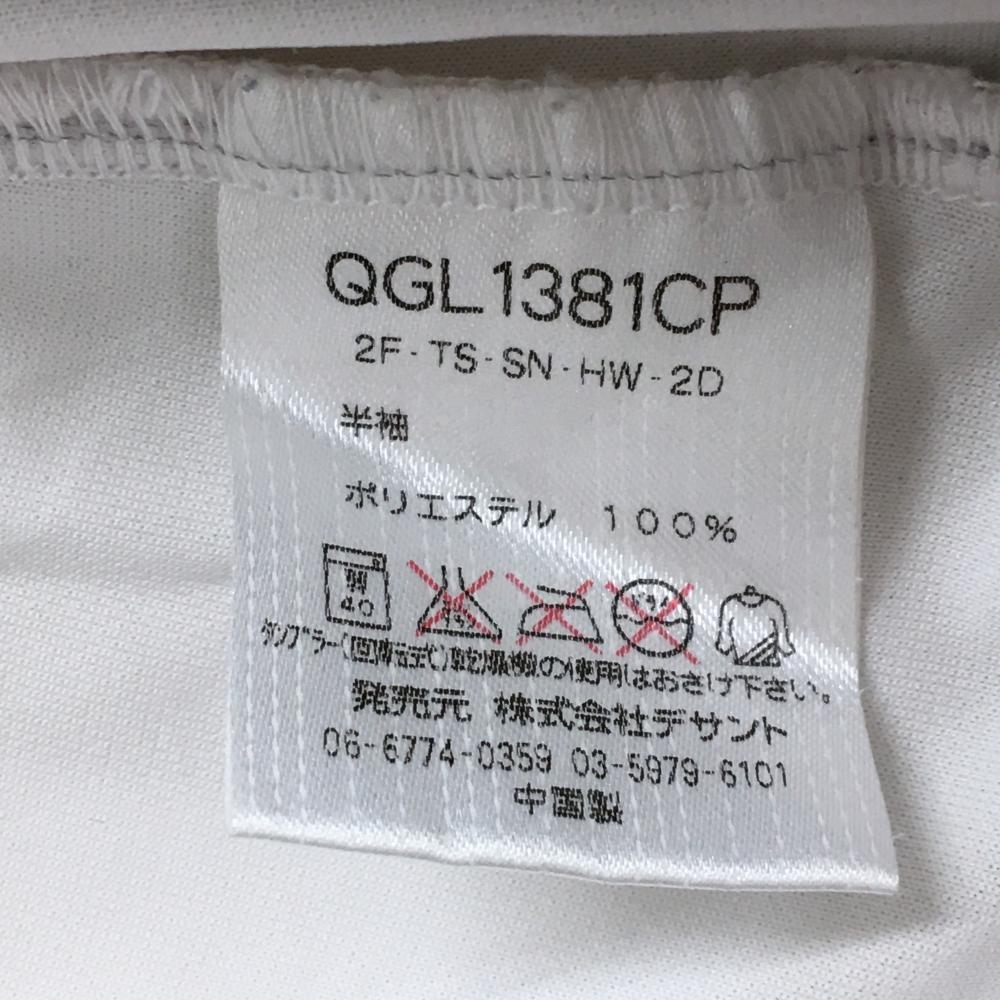 QGL1381CP
2F-TS-SN-HW-2D
半袖
ポリエステル 100%
弱
40
タンブラー(回転式)乾燥機の使用はおさけ下さい。
発売元 株式会社デサント
06-6774-0359 03-5979-6101
中国製